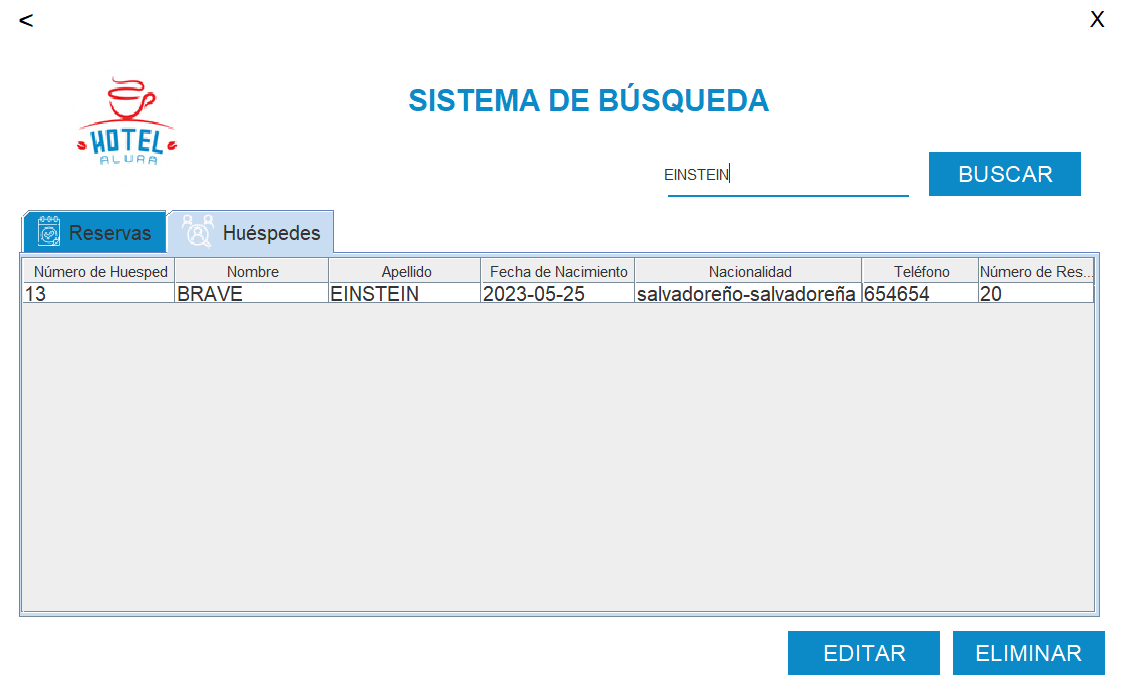 < X
SISTEMA DE BÚSQUEDA
HOTEL
ALURA
EINSTEIN BUSCAR
Reservas Huéspedes
Número de Huesped Nombre Apellido Fecha de Nacimiento Nacionalidad Teléfono Número de Res...
13 BRAVE EINSTEIN 2023-05-25 salvadoreño-salvadoreña 654654 20
EDITAR ELIMINAR